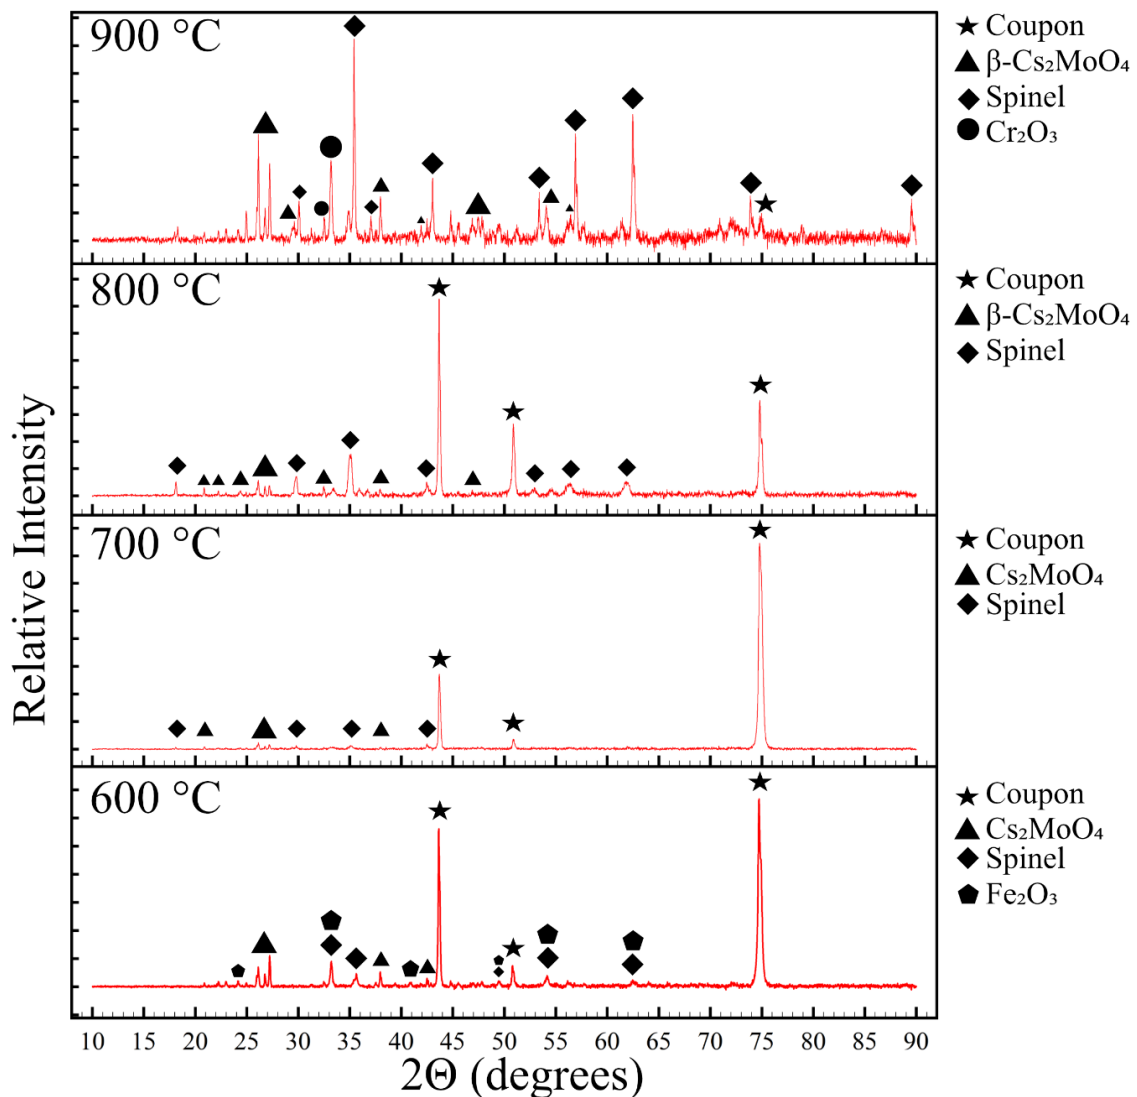 900 °C
★ Coupon
▲ β-Cs₂MoO₄
◆ Spinel
● Cr₂O₃
800 °C
★ Coupon
▲ β-Cs₂MoO₄
◆ Spinel
700 °C
★ Coupon
▲ Cs₂MoO₄
◆ Spinel
600 °C
★ Coupon
▲ Cs₂MoO₄
◆ Spinel
⬟ Fe₂O₃
Relative Intensity
10 15 20 25 30 35 40 45 50 55 60 65 70 75 80 85 90
2Θ (degrees)